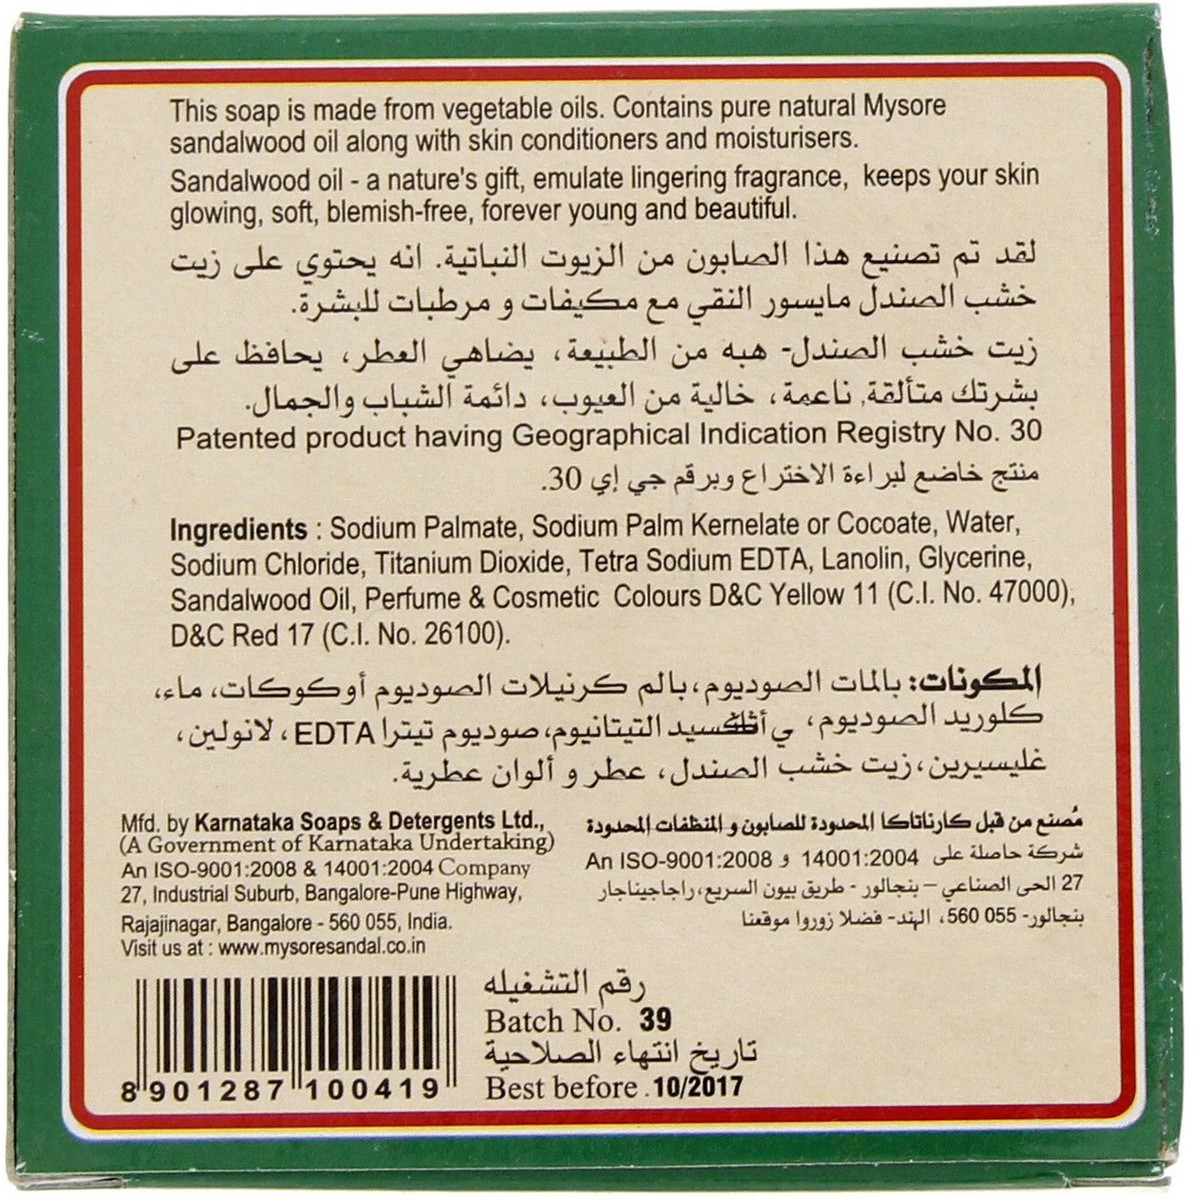 This soap is made from vegetable oils. Contains pure natural Mysore
sandalwood oil along with skin conditioners and moisturisers.
Sandalwood oil - a nature's gift, emulate lingering fragrance, keeps your skin
glowing, soft, blemish-free, forever young and beautiful.
لقد تم تصنيع هذا الصابون من الزيوت النباتية. انه يحتوي على زيت
خشب الصندل مايسور النقي مع مكيفات و مرطبات للبشرة.
زيت خشب الصندل- هبه من الطبيعة، يضاهي العطر، يحافظ على
بشرتك متألقة, ناعمة، خالية من العيوب، دائمة الشباب والجمال.
Patented product having Geographical Indication Registry No. 30
منتج خاضع لبراءة الاختراع وبرقم جي إي 30.
Ingredients : Sodium Palmate, Sodium Palm Kernelate or Cocoate, Water,
Sodium Chloride, Titanium Dioxide, Tetra Sodium EDTA, Lanolin, Glycerine,
Sandalwood Oil, Perfume & Cosmetic Colours D&C Yellow 11 (C.I. No. 47000),
D&C Red 17 (C.I. No. 26100).
المكونات: بالمات الصوديوم، بالم كرنيلات الصوديوم أوكوكات، ماء،
كلوريد الصوديوم، التيتانيوم، صوديوم تيترا EDTA، لانولين،
غليسيرين، زيت خشب الصندل، عطر و ألوان عطرية.
Mfd. by Karnataka Soaps & Detergents Ltd.,
(A Government of Karnataka Undertaking)
An ISO-9001:2008 & 14001:2004 Company
27, Industrial Suburb, Bangalore-Pune Highway,
Rajajinagar, Bangalore - 560 055, India.
Visit us at : www.mysoresandal.co.in
مُصنع من قبل كارناتاكا المحدودة للصابون و المنظفات المحدودة
شركة حاصلة على An ISO-9001:2008 و 14001:2004
27 الحى الصناعي – بنجالور - طريق بيون السريع، راجاجيناجار
بنجالور- 055 560، الهند- فضلا زوروا موقعنا
رقم التشغيله
Batch No. 39
تاريخ انتهاء الصلاحية
Best before . 10/2017
8 901287 100419